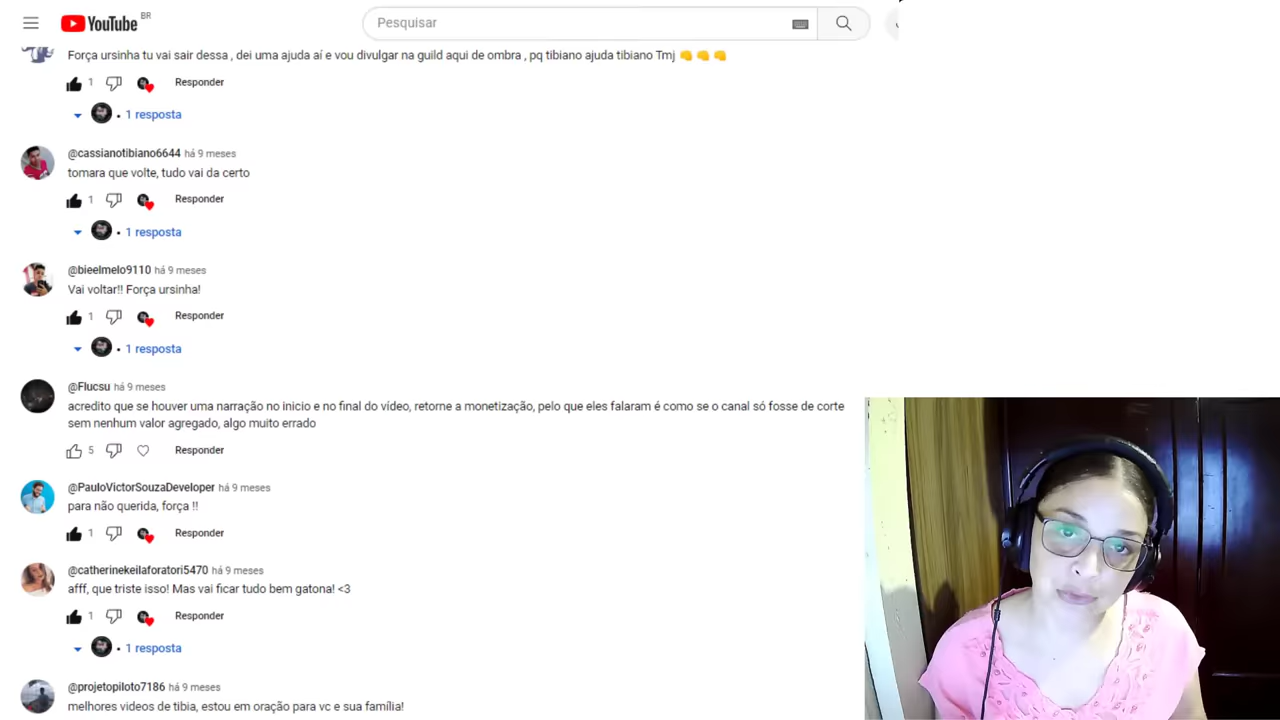 YouTube BR
Pesquisar
Força ursinha tu vai sair dessa , dei uma ajuda aí e vou divulgar na guild aqui de ombra , pq tibiano ajuda tibiano Tmj 👊 👊 👊
1 Responder
1 resposta
@cassianotibiano6644 há 9 meses
tomara que volte, tudo vai da certo
1 Responder
1 resposta
@bieelmelo9110 há 9 meses
Vai voltar!! Força ursinha!
1 Responder
1 resposta
@Flucsu há 9 meses
acredito que se houver uma narração no inicio e no final do vídeo, retorne a monetização, pelo que eles falaram é como se o canal só fosse de corte
sem nenhum valor agregado, algo muito errado
5 Responder
@PauloVictorSouzaDeveloper há 9 meses
para não querida, força !!
1 Responder
@catherinekeilaforatori5470 há 9 meses
afff, que triste isso! Mas vai ficar tudo bem gatona! <3
1 Responder
1 resposta
@projetopiloto7186 há 9 meses
melhores videos de tibia, estou em oração para vc e sua família!